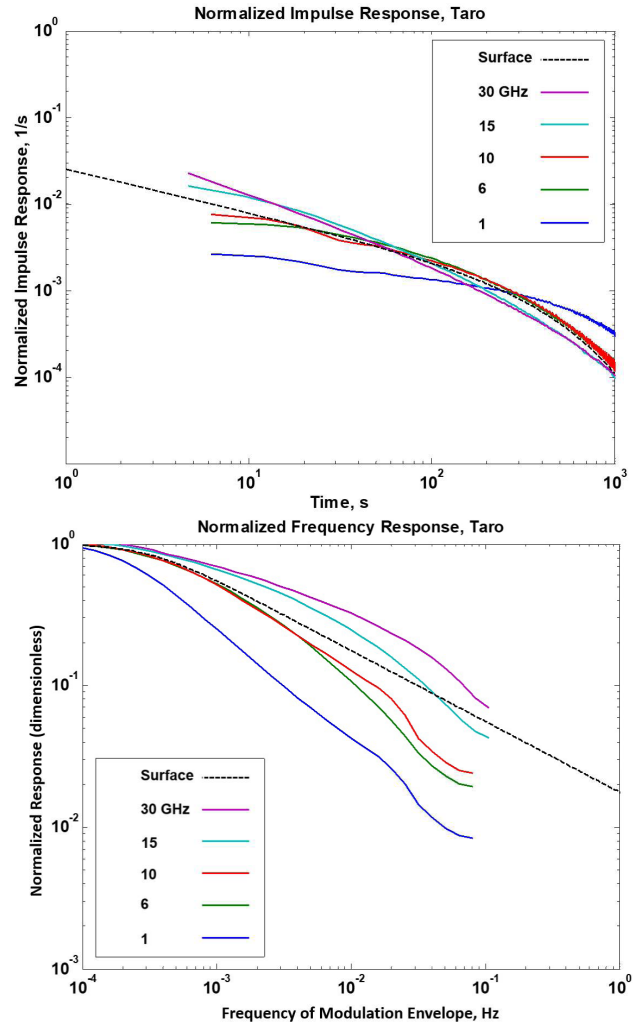 Normalized Impulse Response, Taro
Normalized Impulse Response, 1/s
10^0
10^-1
10^-2
10^-3
10^-4
Surface
30 GHz
15
10
6
1
10^0
10^1
10^2
10^3
Time, s
Normalized Frequency Response, Taro
Normalized Response (dimensionless)
10^0
10^-1
10^-2
10^-3
Surface
30 GHz
15
10
6
1
10^-4
10^-3
10^-2
10^-1
10^0
Frequency of Modulation Envelope, Hz